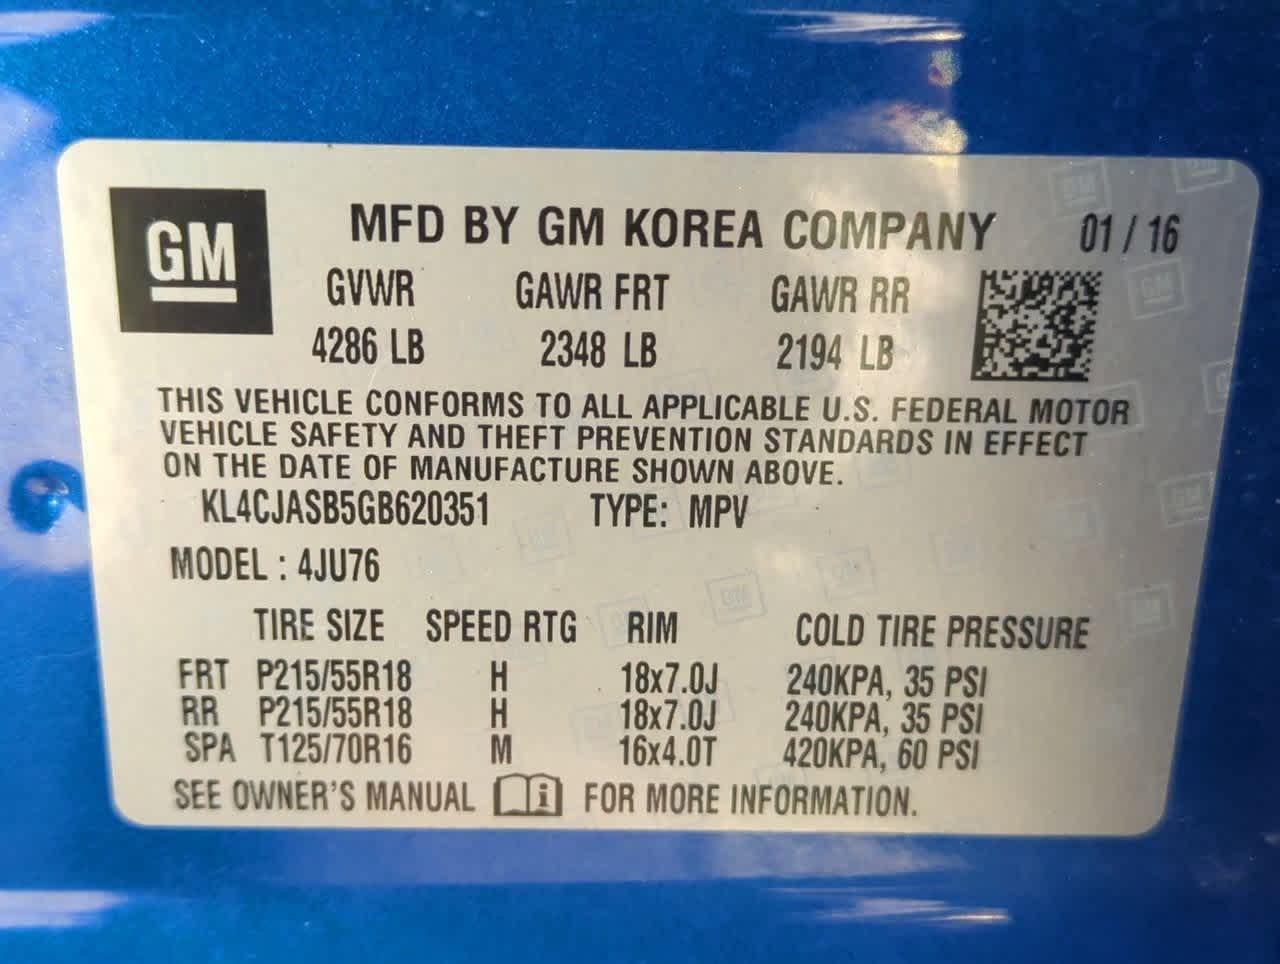 GM
MFD BY GM KOREA COMPANY 01 / 16
GVWR GAWR FRT GAWR RR
4286 LB 2348 LB 2194 LB
THIS VEHICLE CONFORMS TO ALL APPLICABLE U.S. FEDERAL MOTOR
VEHICLE SAFETY AND THEFT PREVENTION STANDARDS IN EFFECT
ON THE DATE OF MANUFACTURE SHOWN ABOVE.
KL4CJASB5GB620351 TYPE: MPV
MODEL : 4JU76
TIRE SIZE SPEED RTG RIM COLD TIRE PRESSURE
FRT P215/55R18 H 18x7.0J 240KPA, 35 PSI
RR P215/55R18 H 18x7.0J 240KPA, 35 PSI
SPA T125/70R16 M 16x4.0T 420KPA, 60 PSI
SEE OWNER'S MANUAL i FOR MORE INFORMATION.